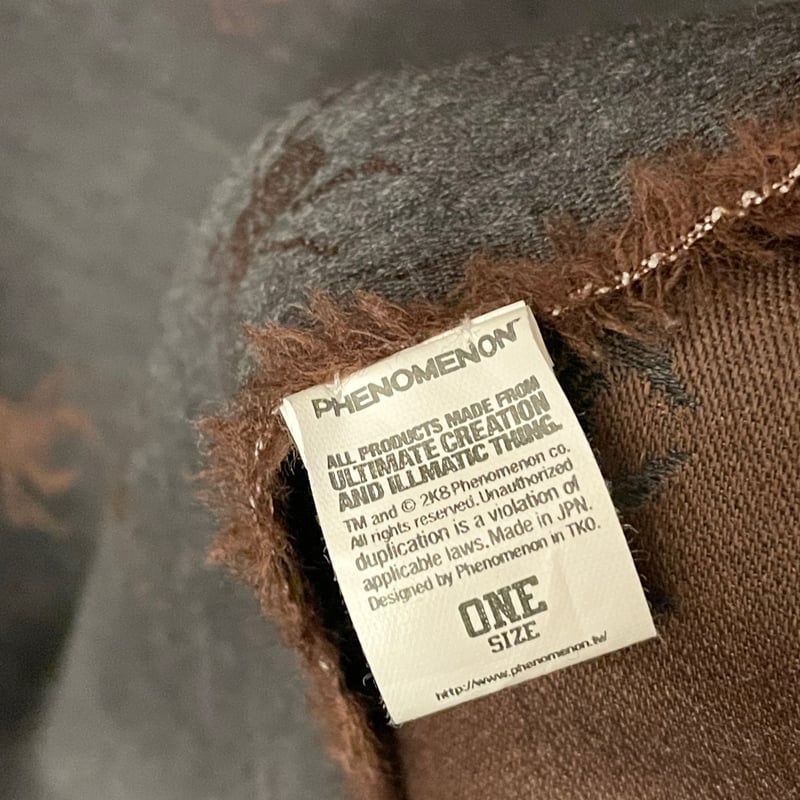 PHENOMENON™
ALL PRODUCTS MADE FROM
ULTIMATE CREATION
AND ILLMATIC THING.
TM and © 2K8 Phenomenon co.
All rights reserved. Unauthorized
duplication is a violation of
applicable laws. Made in JPN.
Designed by Phenomenon in TKO.
ONE
SIZE
http://www.phenomenon.tv/